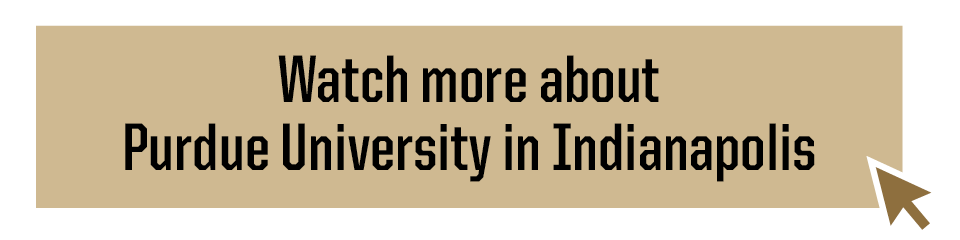 Watch more about
Purdue University in Indianapolis